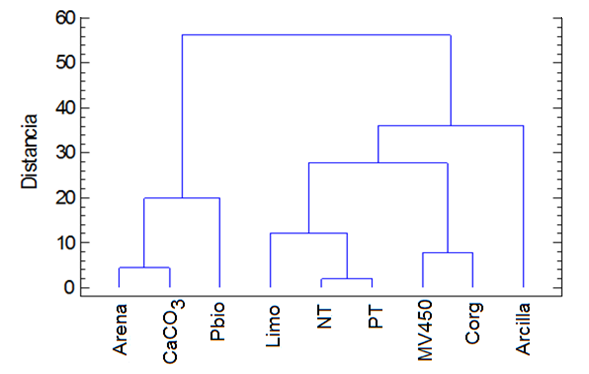 60
50
40
30
20
10
0
Distancia
Arena
CaCO3
Pbio
Limo
NT
PT
MV450
Corg
Arcilla